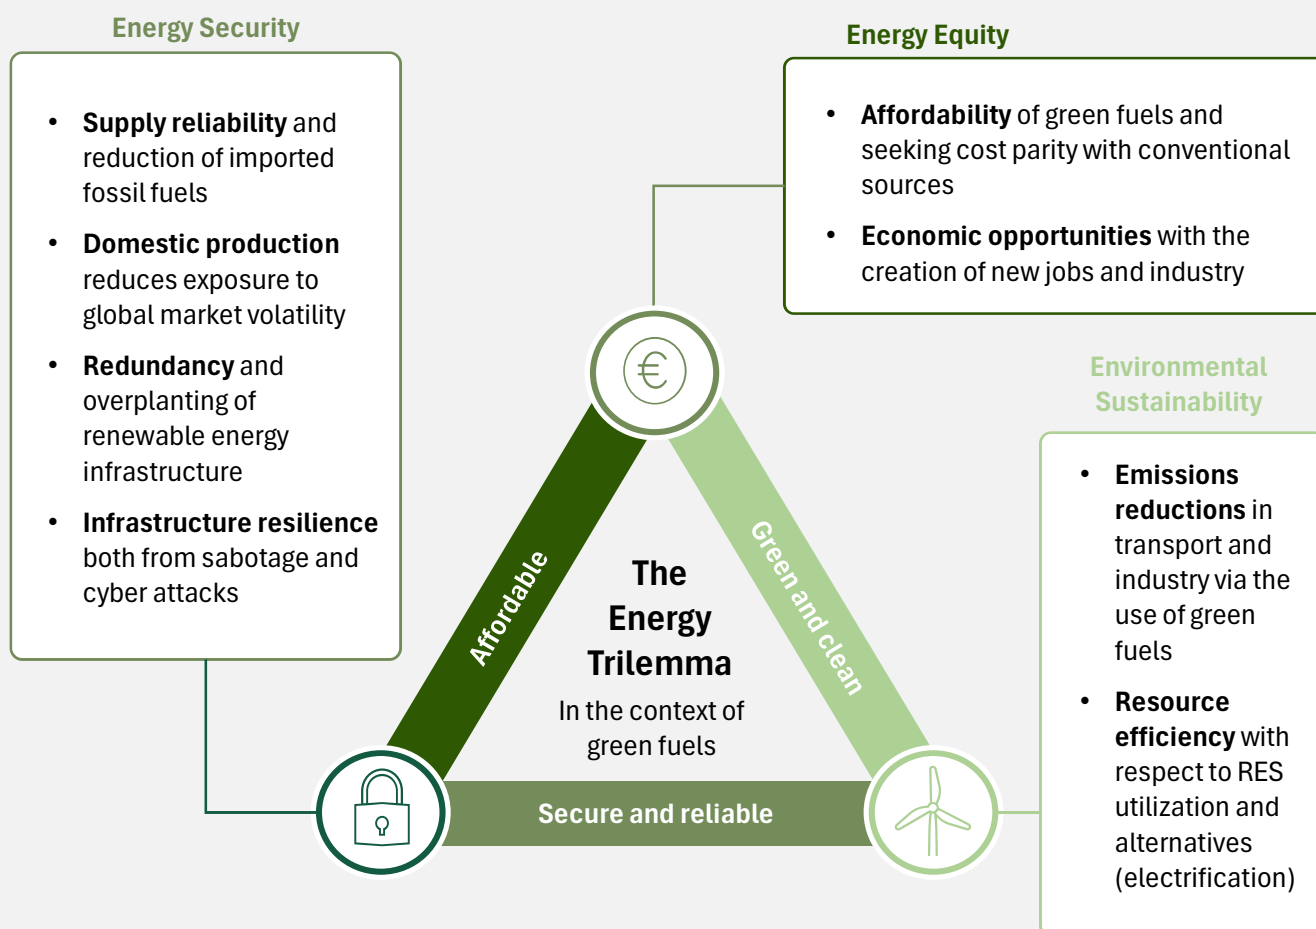 Energy Security
• Supply reliability and
reduction of imported
fossil fuels
• Domestic production
reduces exposure to
global market volatility
• Redundancy and
overplanting of
renewable energy
infrastructure
• Infrastructure resilience
both from sabotage and
cyber attacks
Energy Equity
• Affordability of green fuels and
seeking cost parity with conventional
sources
• Economic opportunities with the
creation of new jobs and industry
Environmental
Sustainability
• Emissions
reductions in
transport and
industry via the
use of green
fuels
• Resource
efficiency with
respect to RES
utilization and
alternatives
(electrification)
€
Affordable
Green and clean
The
Energy
Trilemma
In the context of
green fuels
Secure and reliable